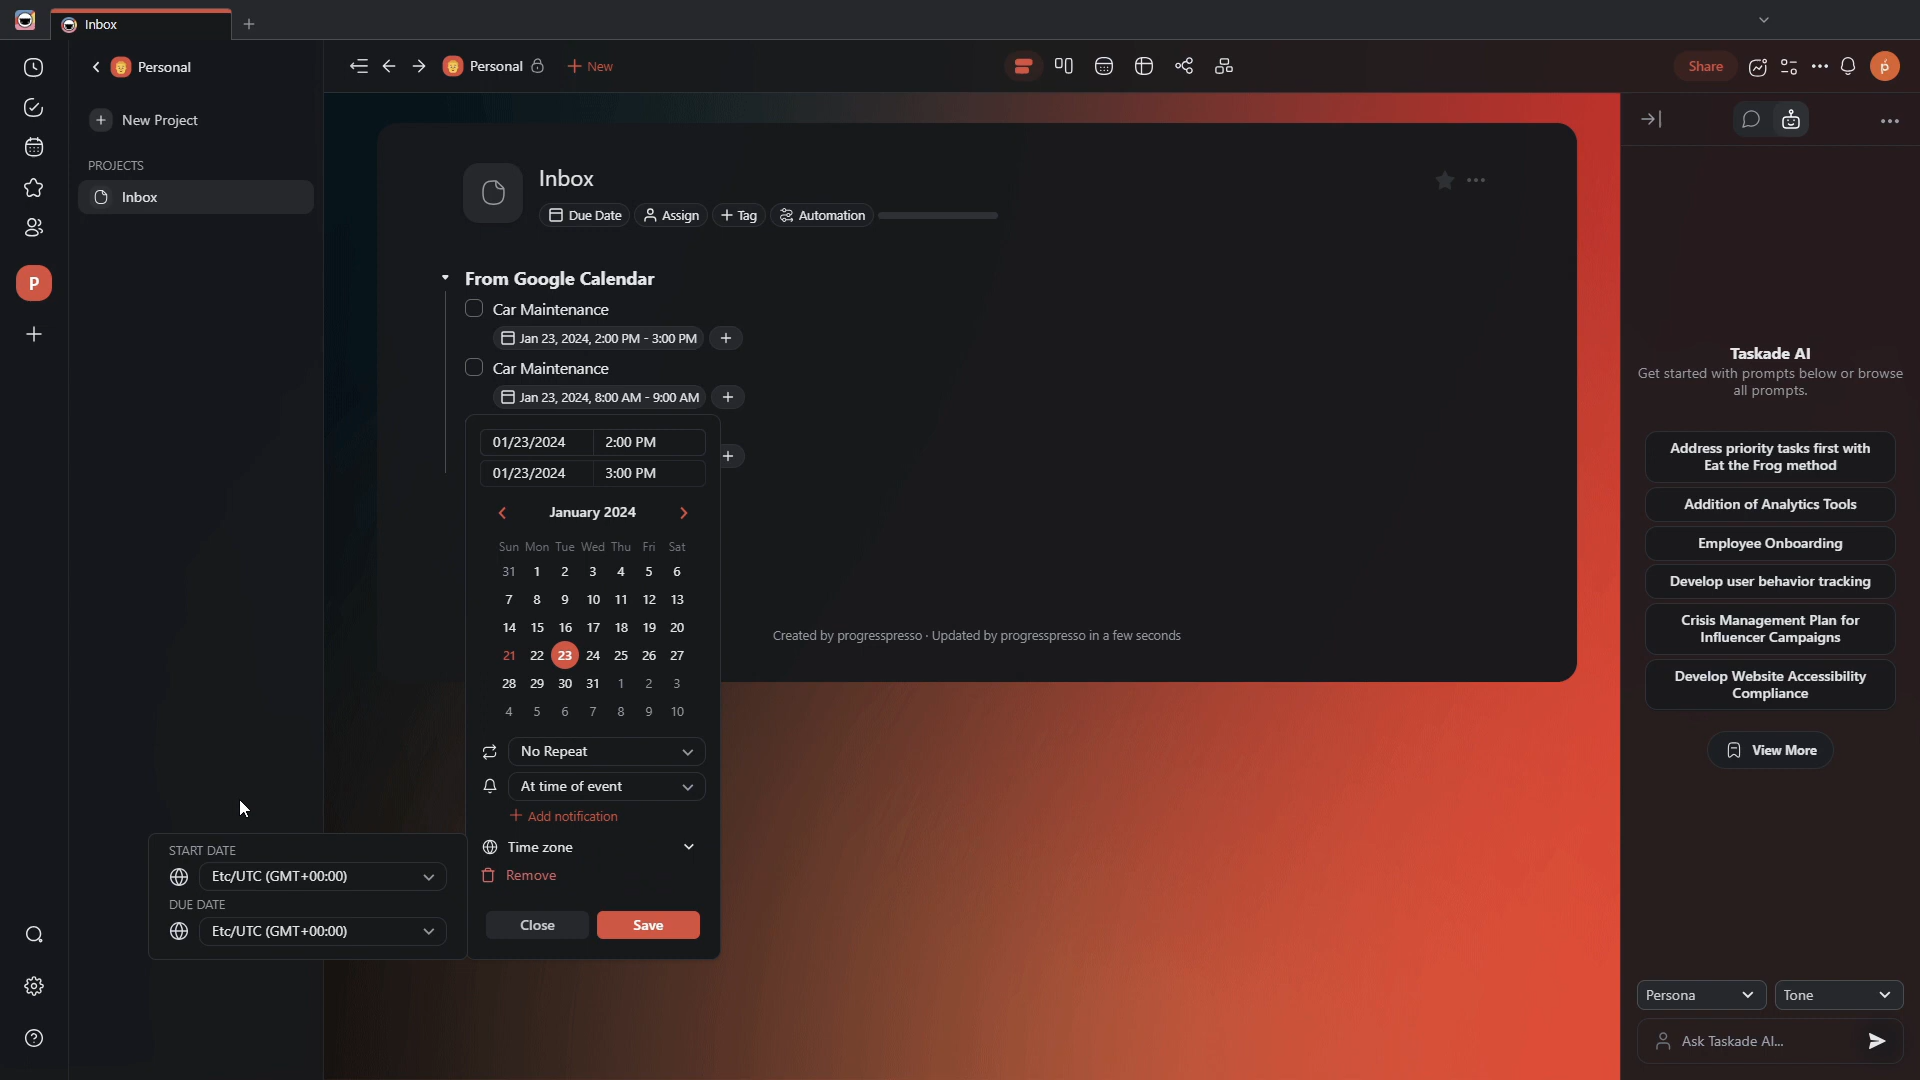 Inbox
Personal
Personal
New
Share
New Project
PROJECTS
Inbox
Inbox
Due Date
Assign
Tag
Automation
From Google Calendar
Car Maintenance
Jan 23, 2024, 2:00 PM - 3:00 PM
Car Maintenance
Jan 23, 2024, 8:00 AM - 9:00 AM
01/23/2024 2:00 PM
01/23/2024 3:00 PM
January 2024
Sun Mon Tue Wed Thu Fri Sat
31 1 2 3 4 5 6
7 8 9 10 11 12 13
14 15 16 17 18 19 20
21 22 23 24 25 26 27
28 29 30 31 1 2 3
4 5 6 7 8 9 10
No Repeat
At time of event
Add notification
Time zone
Remove
Close
Save
START DATE
Etc/UTC (GMT+00:00)
DUE DATE
Etc/UTC (GMT+00:00)
Created by progresspresso · Updated by progresspresso in a few seconds
P
ṗ
Taskade AI
Get started with prompts below or browse
all prompts.
Address priority tasks first with
Eat the Frog method
Addition of Analytics Tools
Employee Onboarding
Develop user behavior tracking
Crisis Management Plan for
Influencer Campaigns
Develop Website Accessibility
Compliance
View More
Persona
Tone
Ask Taskade AI...